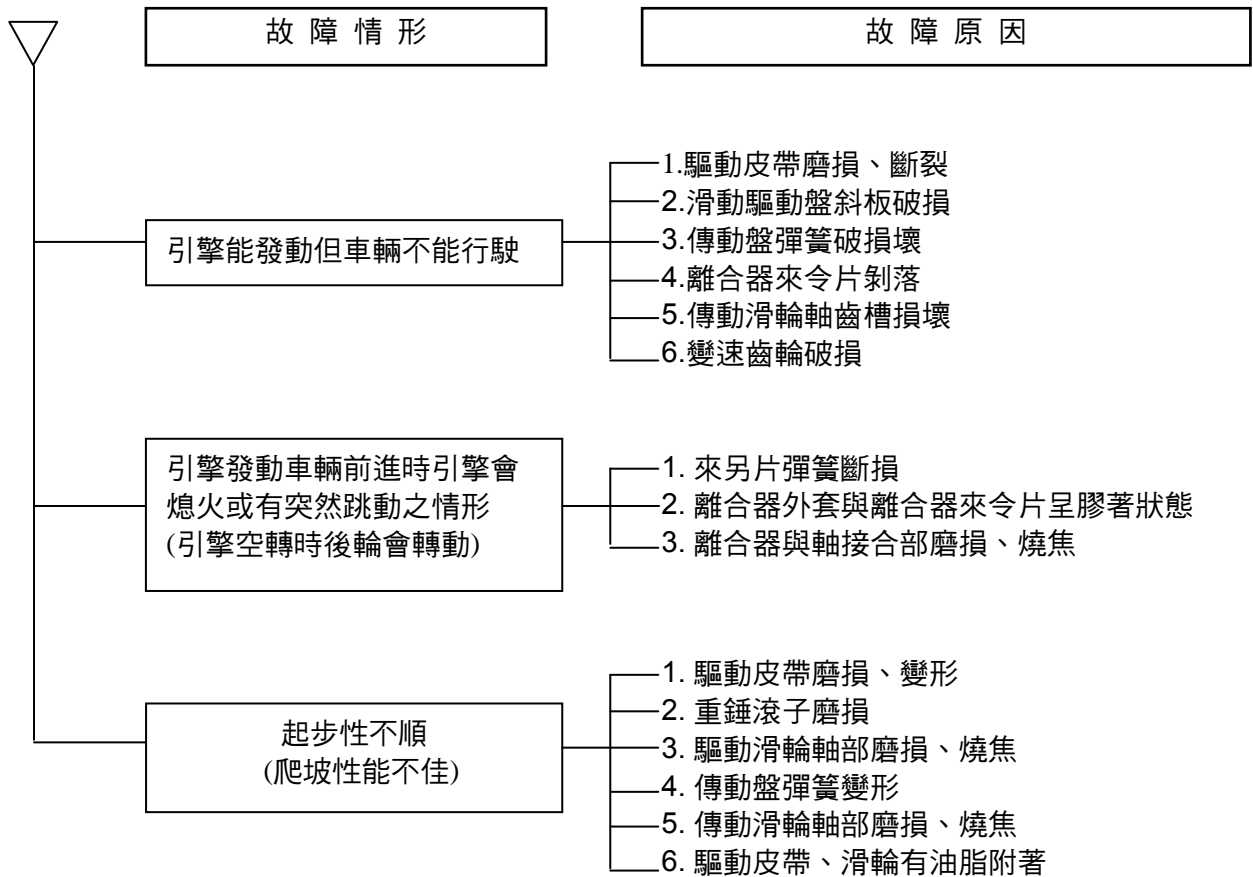 故 障 情 形
故 障 原 因
引擎能發動但車輛不能行駛
1.驅動皮帶磨損、斷裂
2.滑動驅動盤斜板破損
3.傳動盤彈簧破損壞
4.離合器來令片剝落
5.傳動滑輪軸齒槽損壞
6.變速齒輪破損
引擎發動車輛前進時引擎會
熄火或有突然跳動之情形
(引擎空轉時後輪會轉動)
1. 來另片彈簧斷損
2. 離合器外套與離合器來令片呈膠著狀態
3. 離合器與軸接合部磨損、燒焦
起步性不順
(爬坡性能不佳)
1. 驅動皮帶磨損、變形
2. 重錘滾子磨損
3. 驅動滑輪軸部磨損、燒焦
4. 傳動盤彈簧變形
5. 傳動滑輪軸部磨損、燒焦
6. 驅動皮帶、滑輪有油脂附著